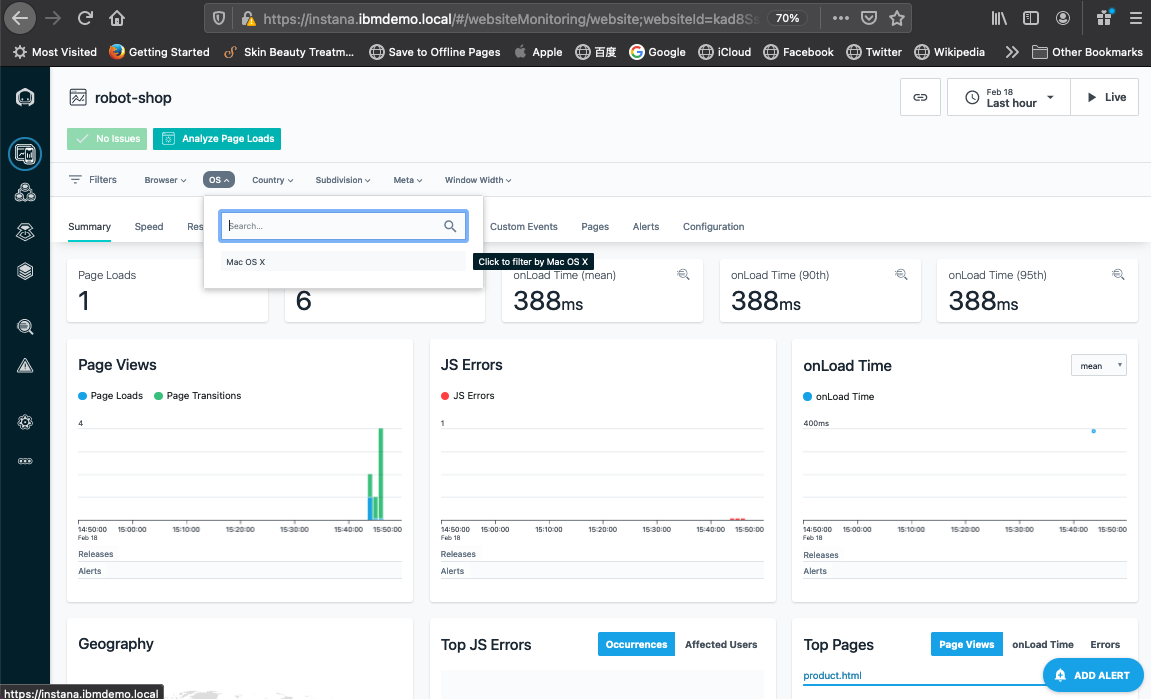 https://instana.ibmdemo.local/#/websiteMonitoring/website;websiteId=kad8Ss
70%
Most Visited
Getting Started
Skin Beauty Treatm...
Save to Offline Pages
Apple
百度
Google
iCloud
Facebook
Twitter
Wikipedia
Other Bookmarks
robot-shop
Feb 18
Last hour
Live
No Issues
Analyze Page Loads
Filters
Browser
OS
Country
Subdivision
Meta
Window Width
Search...
Mac OS X
Click to filter by Mac OS X
Summary
Speed
Res
Custom Events
Pages
Alerts
Configuration
Page Loads
1
6
onLoad Time (mean)
388ms
onLoad Time (90th)
388ms
onLoad Time (95th)
388ms
Page Views
Page Loads
Page Transitions
4
14:50:00 15:00:00 15:10:00 15:20:00 15:30:00 15:40:00 15:50:00
Feb 18
Releases
Alerts
JS Errors
JS Errors
1
14:50:00 15:00:00 15:10:00 15:20:00 15:30:00 15:40:00 15:50:00
Feb 18
Releases
Alerts
onLoad Time
mean
onLoad Time
400ms
14:50:00 15:00:00 15:10:00 15:20:00 15:30:00 15:40:00 15:50:00
Feb 18
Releases
Alerts
Geography
Top JS Errors
Occurrences
Affected Users
Top Pages
Page Views
onLoad Time
Errors
product.html
ADD ALERT
https://instana.ibmdemo.local